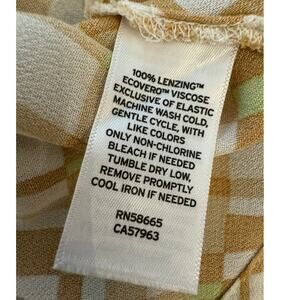 100% LENZING™
ECOVERO™ VISCOSE
EXCLUSIVE OF ELASTIC
MACHINE WASH COLD,
GENTLE CYCLE, WITH
LIKE COLORS
ONLY NON-CHLORINE
BLEACH IF NEEDED
TUMBLE DRY LOW,
REMOVE PROMPTLY
COOL IRON IF NEEDED
RN58665
CA57963